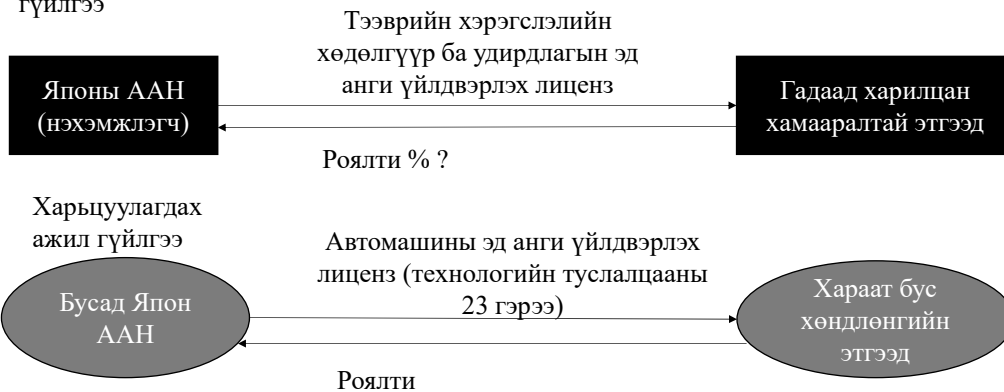 гүйлгээ
Тээврийн хэрэгслэлийн
хөдөлгүүр ба удирдлагын эд
анги үйлдвэрлэх лиценз
Японы ААН
(нэхэмжлэгч)
Гадаад харилцан
хамааралтай этгээд
Роялти % ?
Харьцуулагдах
ажил гүйлгээ
Автомашины эд анги үйлдвэрлэх
лиценз (технологийн туслалцааны
23 гэрээ)
Бусад Япон
ААН
Хараат бус
хөндлөнгийн
этгээд
Роялти